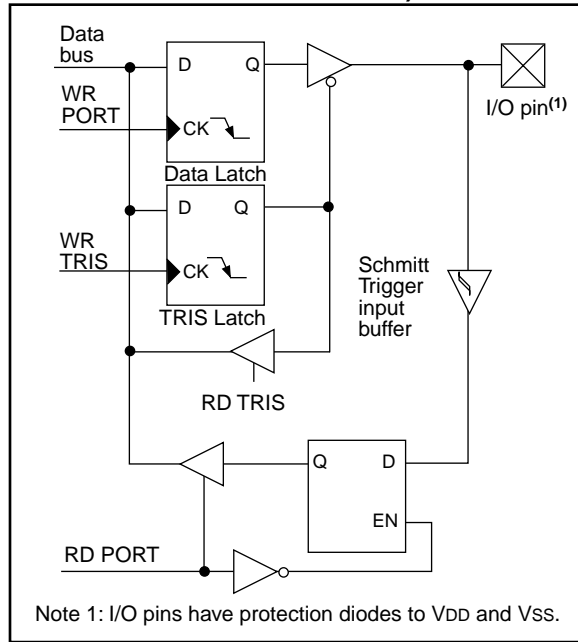 Data
bus
D
Q
WR
PORT
I/O pin(1)
CK
Data Latch
D
Q
WR
TRIS
Schmitt
Trigger
input
buffer
CK
TRIS Latch
RD TRIS
Q
D
EN
RD PORT
Note 1: I/O pins have protection diodes to VDD and VSS.